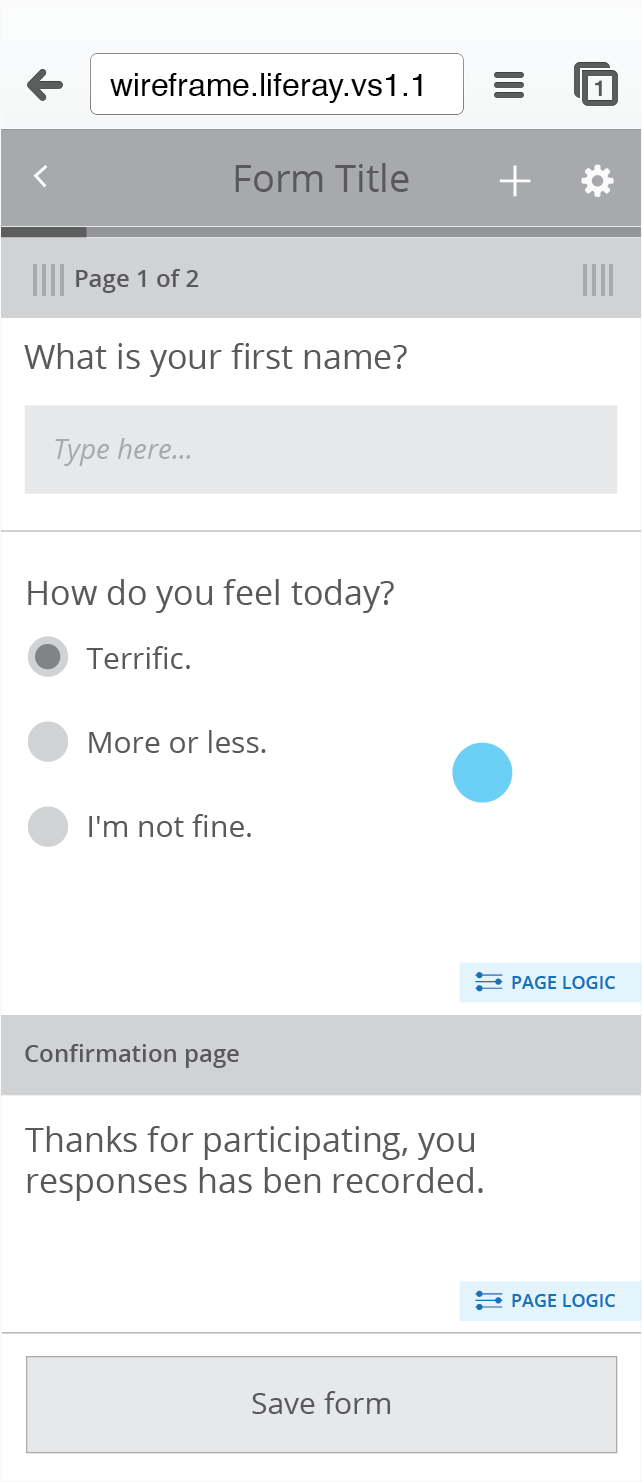 wireframe.liferay.vs1.1
1
Form Title
Page 1 of 2
What is your first name?
Type here...
How do you feel today?
Terrific.
More or less.
I'm not fine.
PAGE LOGIC
Confirmation page
Thanks for participating, you
responses has ben recorded.
PAGE LOGIC
Save form